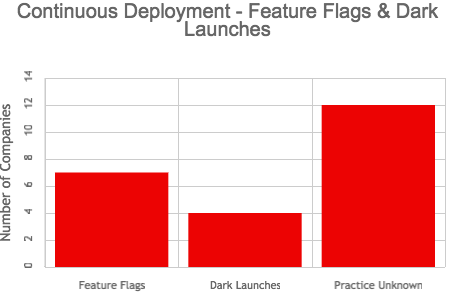 Continuous Deployment - Feature Flags & Dark
Launches
Number of Companies
14
12
10
8
6
4
2
0
Feature Flags
Dark Launches
Practice Unknown